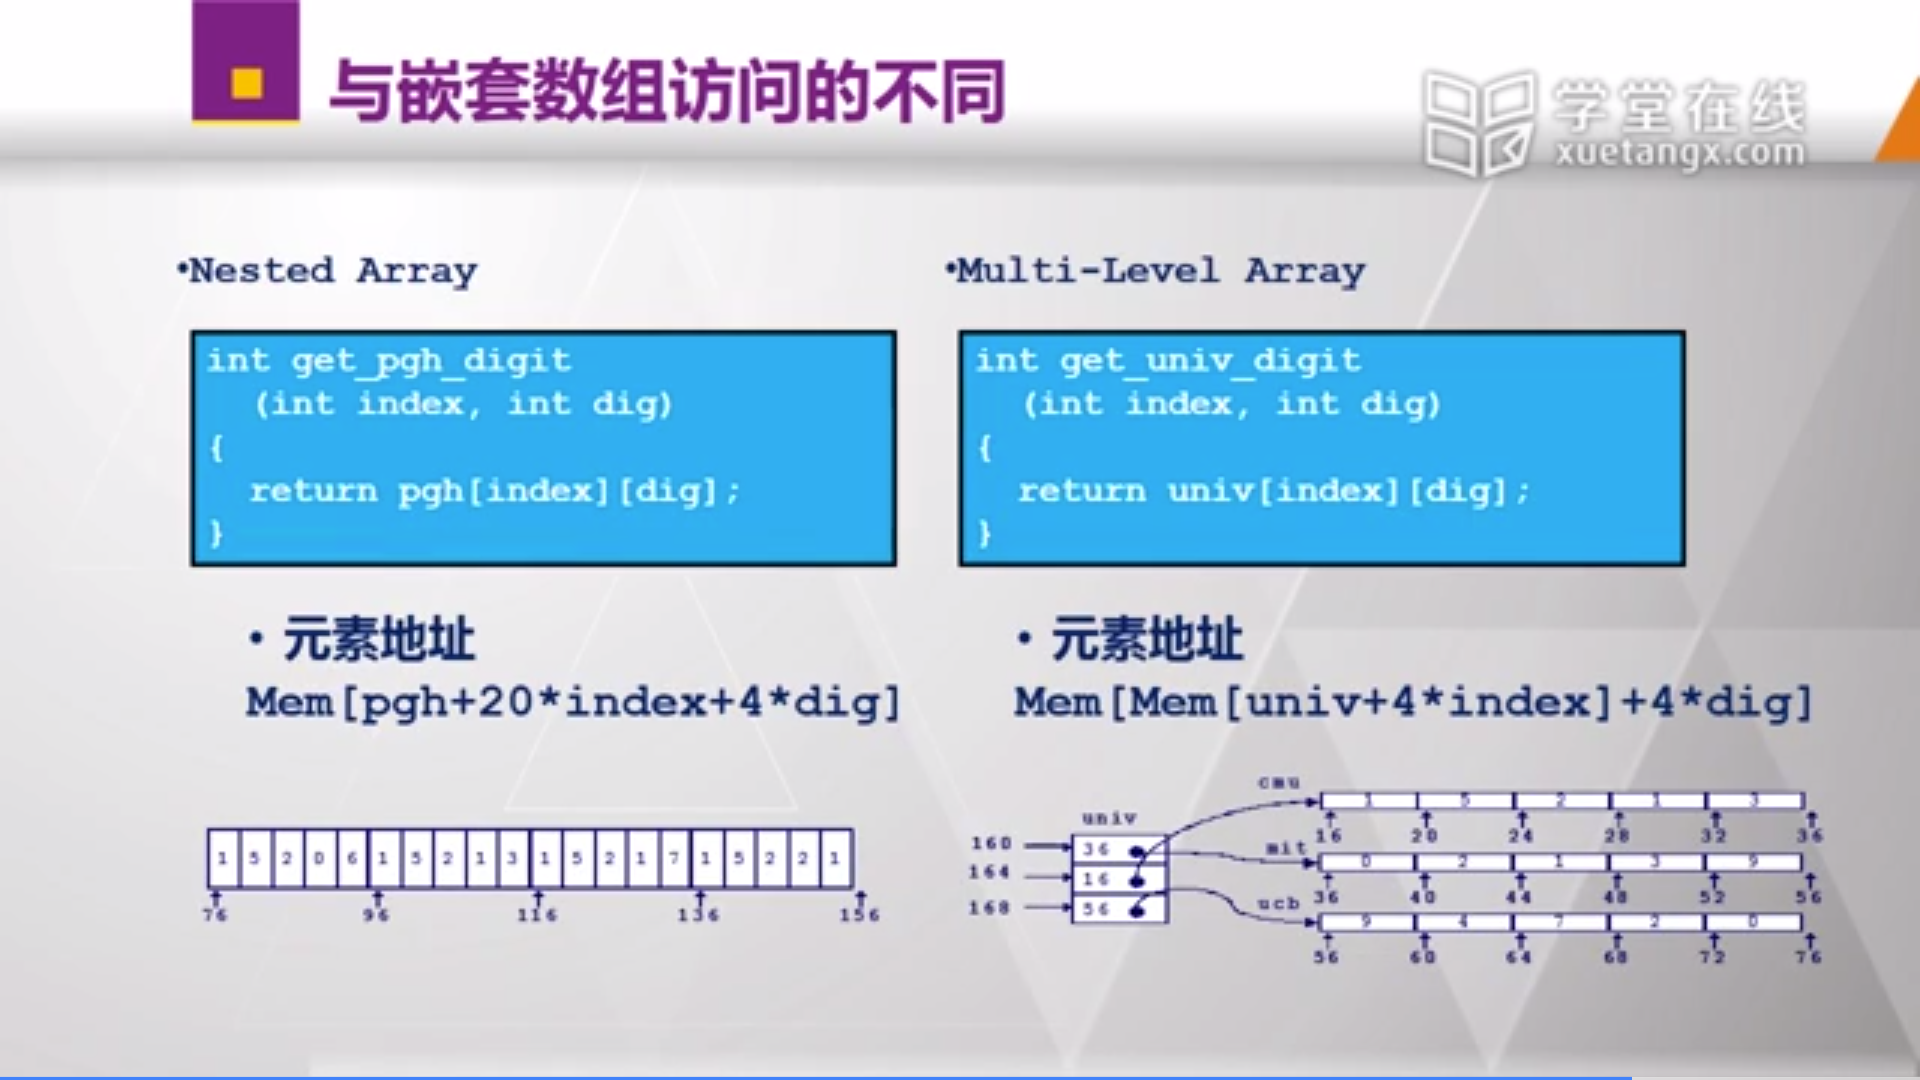 与嵌套数组访问的不同
学堂在线
xuetangx.com
•Nested Array
int get_pgh_digit
(int index, int dig)
{
return pgh[index][dig];
}
• 元素地址
Mem[pgh+20*index+4*dig]
1 5 2 0 6 1 5 2 1 3 1 5 2 1 7 1 5 2 2 1
76 96 116 136 156
•Multi-Level Array
int get_univ_digit
(int index, int dig)
{
return univ[index][dig];
}
• 元素地址
Mem[Mem[univ+4*index]+4*dig]
univ
160 36
164 16
168 56
cmu
1 5 2 1 3
16 20 24 28 32 36
mit
0 2 1 3 9
36 40 44 48 52 56
ucb
9 4 7 2 0
56 60 64 68 72 76